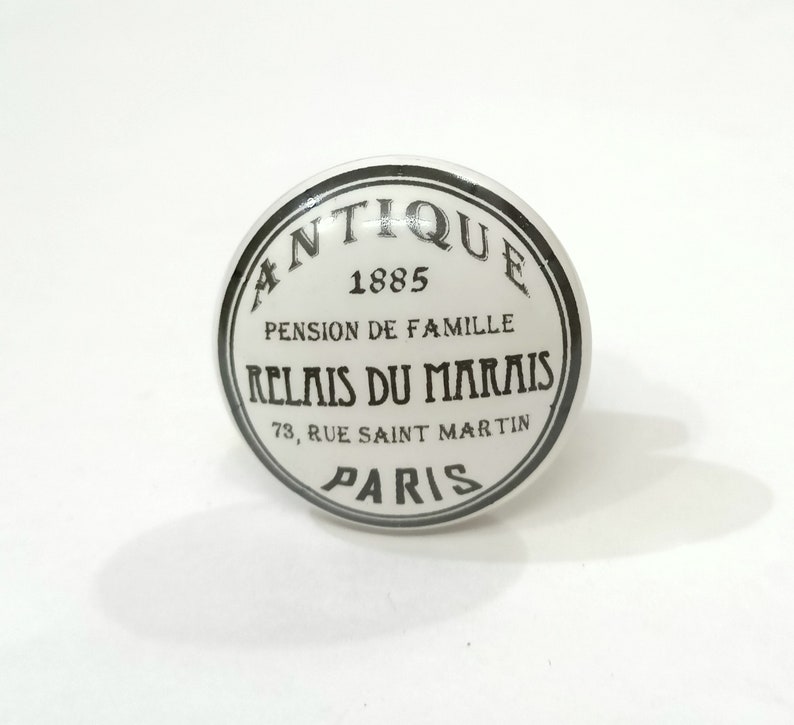 ANTIQUE
1885
PENSION DE FAMILLE
RELAIS DU MARAIS
73, RUE SAINT MARTIN
PARIS